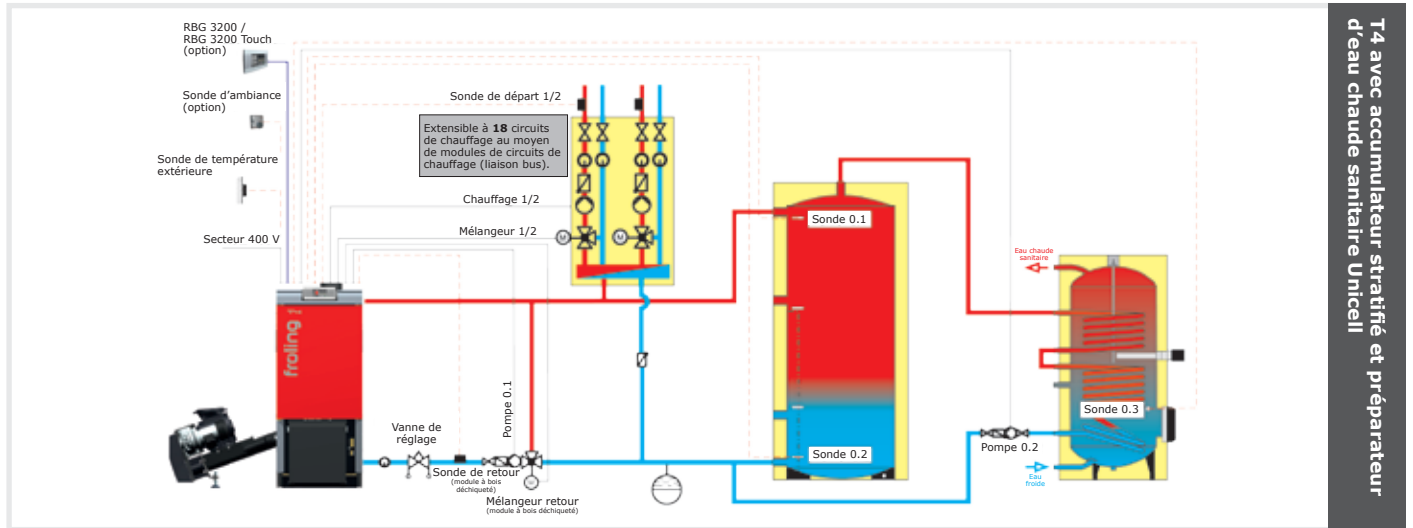 RBG 3200 /
RBG 3200 Touch
(option)
Sonde d'ambiance
(option)
Sonde de température
extérieure
Secteur 400 V
Sonde de départ 1/2
Extensible à 18 circuits
de chauffage au moyen
de modules de circuits de
chauffage (liaison bus).
Chauffage 1/2
Mélangeur 1/2
M
M
froling
Pompe 0.1
Vanne de
réglage
Sonde de retour
(module à bois
déchiqueté)
M
Mélangeur retour
(module à bois déchiqueté)
Sonde 0.1
Sonde 0.2
Eau chaude
sanitaire
Sonde 0.3
Pompe 0.2
Eau
froide
T4 avec accumulateur stratifié et préparateur
d'eau chaude sanitaire Unicell